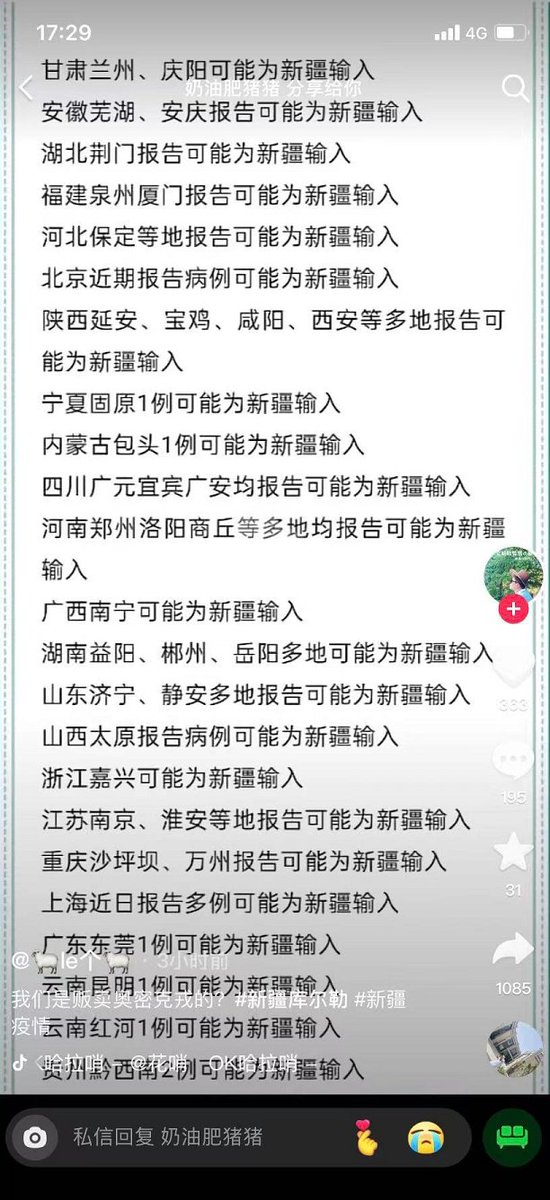 17:29
4G
甘肃兰州、庆阳可能为新疆输入
奶油肥猪猪 分享给你
安徽芜湖、安庆报告可能为新疆输入
湖北荆门报告可能为新疆输入
福建泉州厦门报告可能为新疆输入
河北保定等地报告可能为新疆输入
北京近期报告病例可能为新疆输入
陕西延安、宝鸡、咸阳、西安等多地报告可
能为新疆输入
宁夏固原1例可能为新疆输入
内蒙古包头1例可能为新疆输入
四川广元宜宾广安均报告可能为新疆输入
河南郑州洛阳商丘等多地均报告可能为新疆
输入
广西南宁可能为新疆输入
湖南益阳、郴州、岳阳多地可能为新疆输入
山东济宁、静安多地报告可能为新疆输入
山西太原报告病例可能为新疆输入
浙江嘉兴可能为新疆输入
江苏南京、淮安等地报告可能为新疆输入
重庆沙坪坝、万州报告可能为新疆输入
上海近日报告多例可能为新疆输入
广东东莞1例可能为新疆输入
云南昆明1例可能为新疆输入
云南红河1例可能为新疆输入
贵州黔西南2例可能为新疆输入
363
195
31
1085
@🐑le个🐑 · 3小时前
我们是贩卖奥密克戎的？#新疆库尔勒 #新疆
疫情
哈拉哨 @花哨 OK哈拉哨
私信回复 奶油肥猪猪